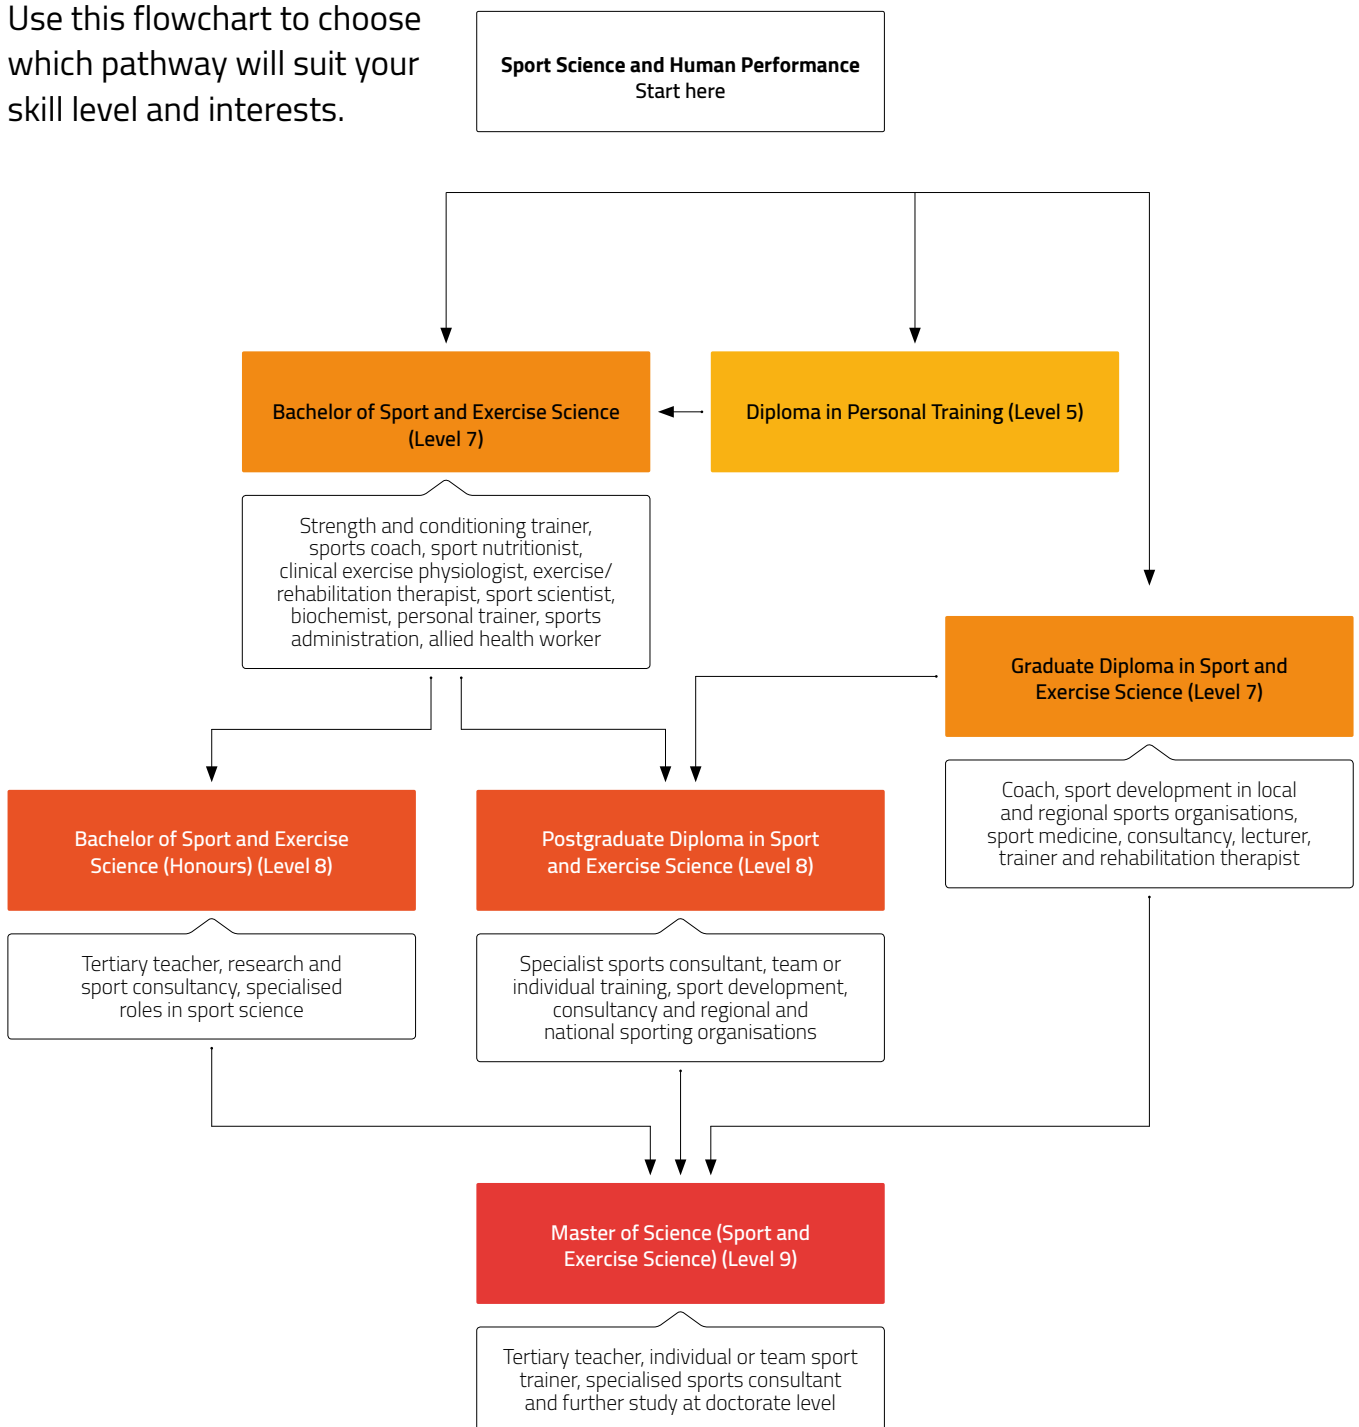 Use this flowchart to choose
which pathway will suit your
skill level and interests.
Sport Science and Human Performance
Start here
Bachelor of Sport and Exercise Science
(Level 7)
Diploma in Personal Training (Level 5)
Strength and conditioning trainer,
sports coach, sport nutritionist,
clinical exercise physiologist, exercise/
rehabilitation therapist, sport scientist,
biochemist, personal trainer, sports
administration, allied health worker
Graduate Diploma in Sport and
Exercise Science (Level 7)
Coach, sport development in local
and regional sports organisations,
sport medicine, consultancy, lecturer,
trainer and rehabilitation therapist
Bachelor of Sport and Exercise
Science (Honours) (Level 8)
Postgraduate Diploma in Sport
and Exercise Science (Level 8)
Tertiary teacher, research and
sport consultancy, specialised
roles in sport science
Specialist sports consultant, team or
individual training, sport development,
consultancy and regional and
national sporting organisations
Master of Science (Sport and
Exercise Science) (Level 9)
Tertiary teacher, individual or team sport
trainer, specialised sports consultant
and further study at doctorate level